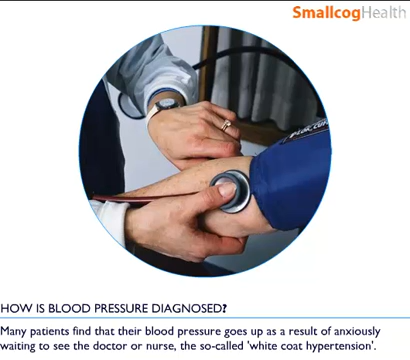 SmallcogHealth
HOW IS BLOOD PRESSURE DIAGNOSED?
Many patients find that their blood pressure goes up as a result of anxiously
waiting to see the doctor or nurse, the so-called 'white coat hypertension'.